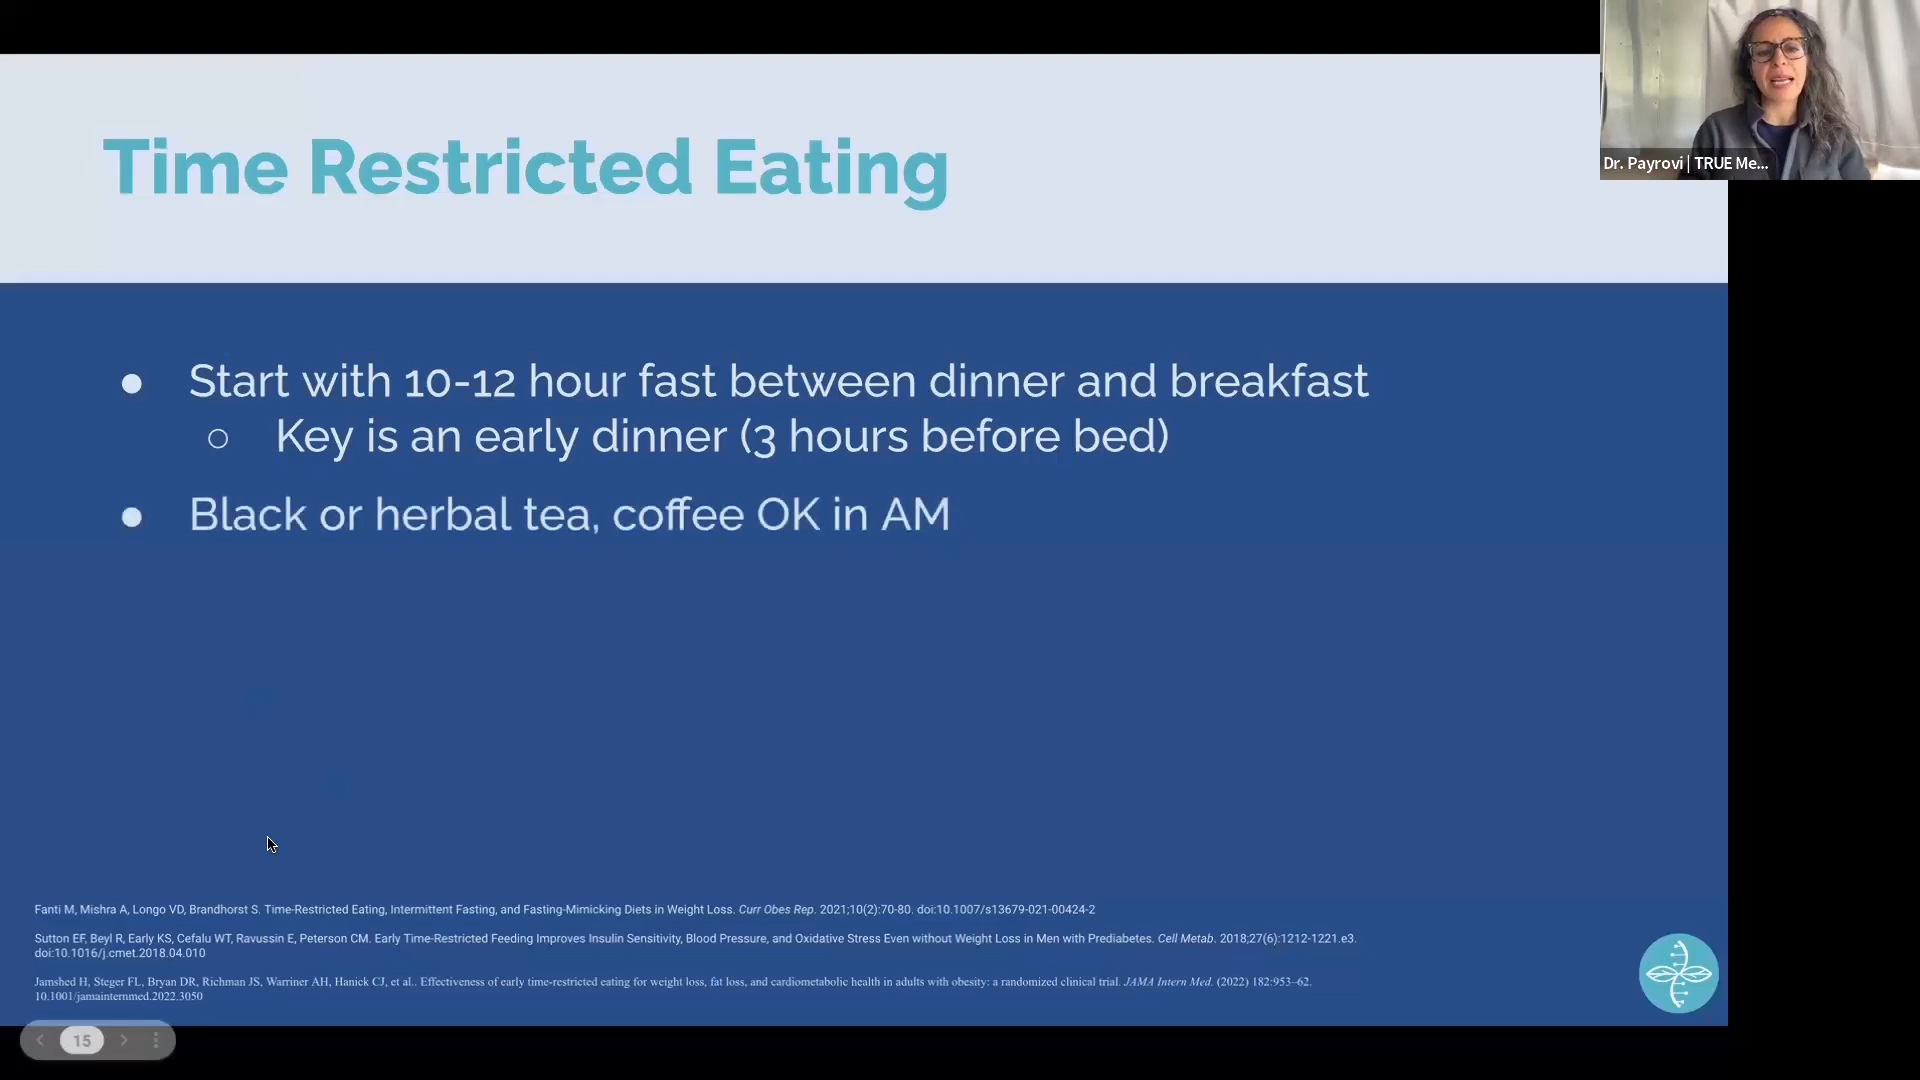 Time Restricted Eating
Dr. Payrovi | TRUE Me...
● Start with 10-12 hour fast between dinner and breakfast
○ Key is an early dinner (3 hours before bed)
● Black or herbal tea, coffee OK in AM
Fanti M, Mishra A, Longo VD, Brandhorst S. Time-Restricted Eating, Intermittent Fasting, and Fasting-Mimicking Diets in Weight Loss. Curr Obes Rep. 2021;10(2):70-80. doi:10.1007/s13679-021-00424-2
Sutton EF, Beyl R, Early KS, Cefalu WT, Ravussin E, Peterson CM. Early Time-Restricted Feeding Improves Insulin Sensitivity, Blood Pressure, and Oxidative Stress Even without Weight Loss in Men with Prediabetes. Cell Metab. 2018;27(6):1212-1221.e3.
doi:10.1016/j.cmet.2018.04.010
Jamshed H, Steger FL, Bryan DR, Richman JS, Warriner AH, Hanick CJ, et al.. Effectiveness of early time-restricted eating for weight loss, fat loss, and cardiometabolic health in adults with obesity: a randomized clinical trial. JAMA Intern Med. (2022) 182:953–62.
10.1001/jamainternmed.2022.3050
15